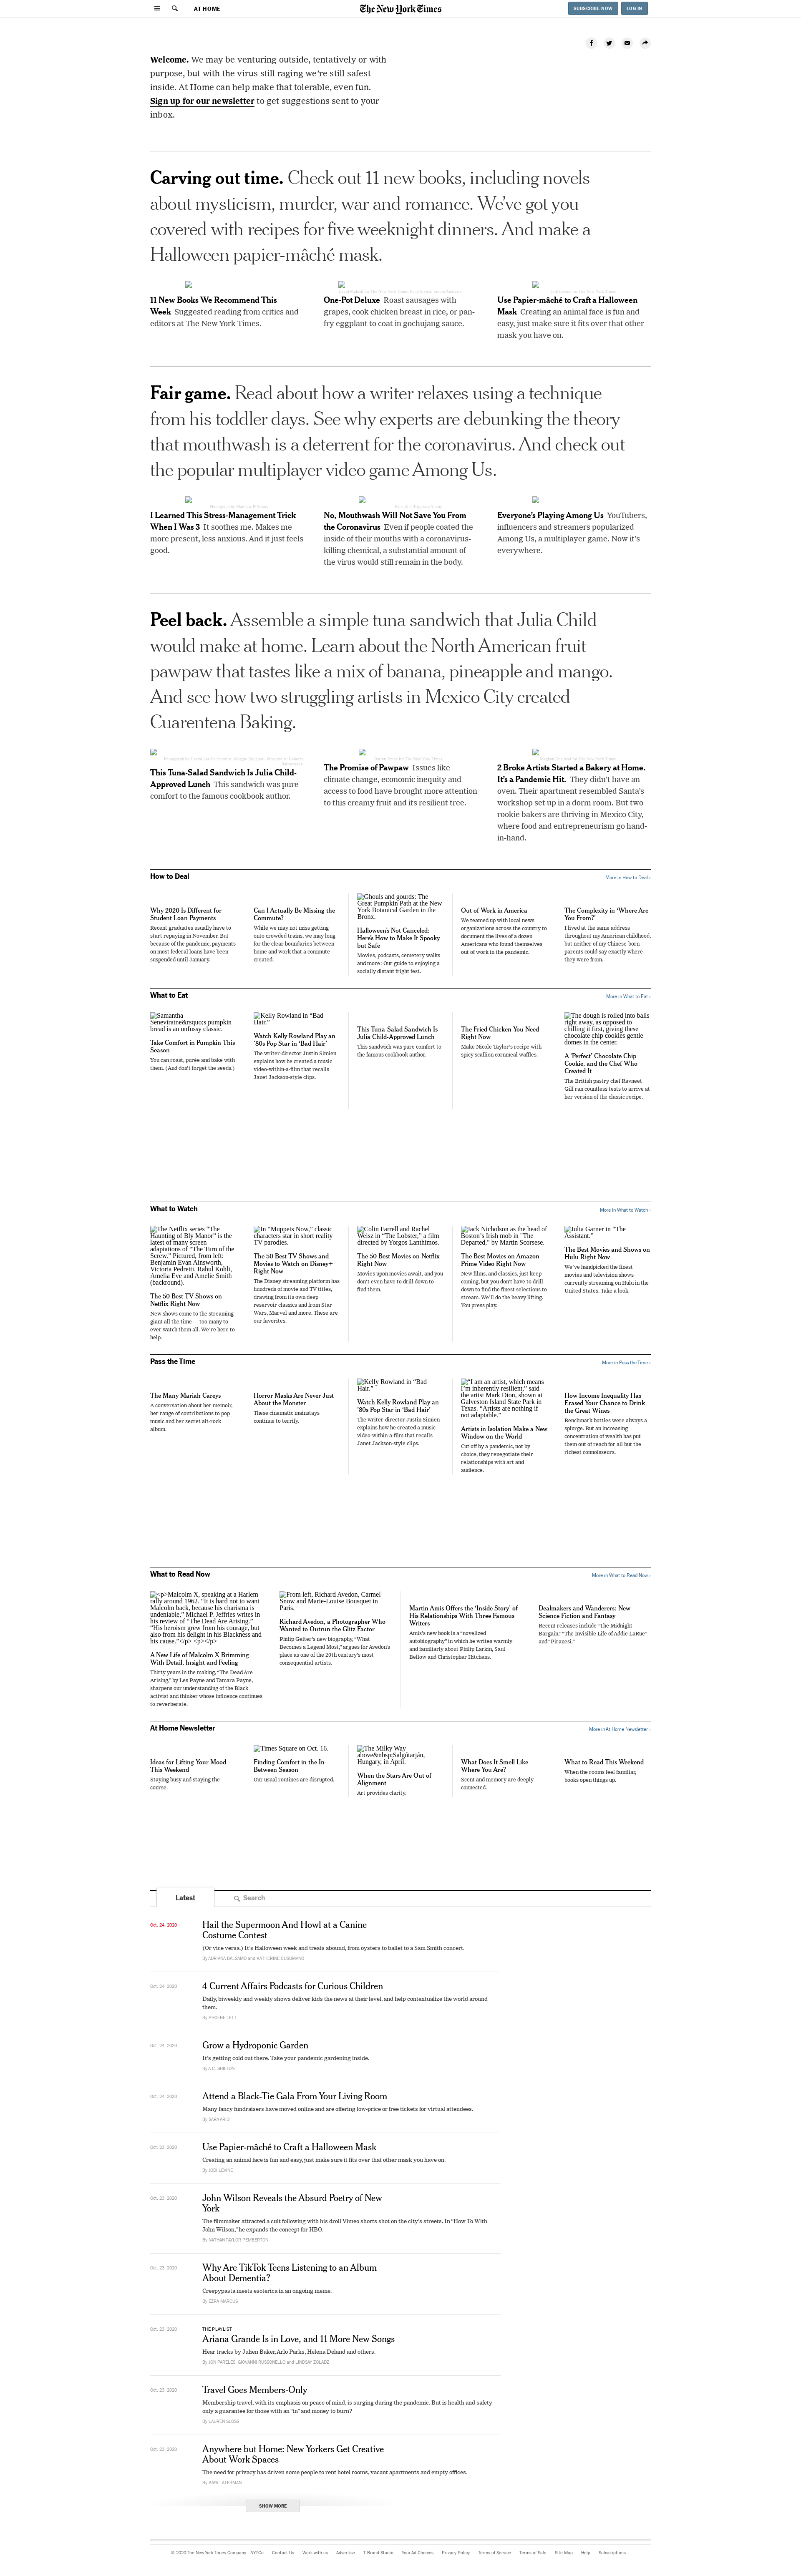 AT HOME
The New York Times
SUBSCRIBE NOW
LOG IN
Welcome. We may be venturing outside, tentatively or with
purpose, but with the virus still raging we're still safest
inside. At Home can help make that tolerable, even fun.
Sign up for our newsletter to get suggestions sent to your
inbox.
Carving out time. Check out 11 new books, including novels
about mysticism, murder, war and romance. We've got you
covered with recipes for five weeknight dinners. And make a
Halloween papier-mâché mask.
11 New Books We Recommend This
Week Suggested reading from critics and
editors at The New York Times.
One-Pot Deluxe Roast sausages with
grapes, cook chicken breast in rice, or pan-
fry eggplant to coat in gochujang sauce.
Use Papier-mâché to Craft a Halloween
Mask Creating an animal face is fun and
easy, just make sure it fits over that other
mask you have on.
Fair game. Read about how a writer relaxes using a technique
from his toddler days. See why experts are debunking the theory
that mouthwash is a deterrent for the coronavirus. And check out
the popular multiplayer video game Among Us.
I Learned This Stress-Management Trick
When I Was 3 It soothes me. Makes me
more present, less anxious. And it just feels
good.
No, Mouthwash Will Not Save You From
the Coronavirus Even if people coated the
inside of their mouths with a coronavirus-
killing chemical, a substantial amount of
the virus would still remain in the body.
Everyone's Playing Among Us YouTubers,
influencers and streamers popularized
Among Us, a multiplayer game. Now it's
everywhere.
Peel back. Assemble a simple tuna sandwich that Julia Child
would make at home. Learn about the North American fruit
pawpaw that tastes like a mix of banana, pineapple and mango.
And see how two struggling artists in Mexico City created
Cuarentena Baking.
This Tuna-Salad Sandwich Is Julia Child-
Approved Lunch This sandwich was pure
comfort to the famous cookbook author.
The Promise of Pawpaw Issues like
climate change, economic inequity and
access to food have brought more attention
to this creamy fruit and its resilient tree.
2 Broke Artists Started a Bakery at Home.
It's a Pandemic Hit. They didn't have an
oven. Their apartment resembled Santa's
workshop set up in a dorm room. But two
rookie bakers are thriving in Mexico City,
where food and entrepreneurism go hand-
in-hand.
How to Deal
More in How to Deal ›
Why 2020 Is Different for
Student Loan Payments
Recent graduates usually have to
start repaying in November. But
because of the pandemic, payments
on most federal loans have been
suspended until January.
Can I Actually Be Missing the
Commute?
While we may not miss getting
onto crowded trains, we may long
for the clear boundaries between
home and work that a commute
created.
Ghouls and gourds: The
Great Pumpkin Path at the New
York Botanical Garden in the
Bronx.
Halloween's Not Canceled:
Here's How to Make It Spooky
but Safe
Movies, podcasts, cemetery walks
and more: Our guide to enjoying a
socially distant fright fest.
Out of Work in America
We teamed up with local news
organizations across the country to
document the lives of a dozen
Americans who found themselves
out of work in the pandemic.
The Complexity in 'Where Are
You From?'
I lived at the same address
throughout my American childhood,
but neither of my Chinese-born
parents could say exactly where
they were from.
What to Eat
More in What to Eat ›
Samantha
Seneviratne&rsquo;s pumpkin
bread is an unfussy classic.
Take Comfort in Pumpkin This
Season
You can roast, purée and bake with
them. (And don't forget the seeds.)
Kelly Rowland in "Bad
Hair."
Watch Kelly Rowland Play an
'80s Pop Star in 'Bad Hair'
The writer-director Justin Simien
explains how he created a music
video-within-a-film that recalls
Janet Jackson-style clips.
This Tuna-Salad Sandwich Is
Julia Child-Approved Lunch
This sandwich was pure comfort to
the famous cookbook author.
The Fried Chicken You Need
Right Now
Make Nicole Taylor's recipe with
spicy scallion cornmeal waffles.
The dough is rolled into balls
right away, as opposed to
chilling it first, giving these
chocolate chip cookies gentle
domes in the center.
A 'Perfect' Chocolate Chip
Cookie, and the Chef Who
Created It
The British pastry chef Ravneet
Gill ran countless tests to arrive at
her version of the classic recipe.
What to Watch
More in What to Watch ›
The Netflix series "The
Haunting of Bly Manor" is the
latest of many screen
adaptations of "The Turn of the
Screw." Pictured, from left:
Benjamin Evan Ainsworth,
Victoria Pedretti, Rahul Kohli,
Amelia Eve and Amelie Smith
(backround).
The 50 Best TV Shows on
Netflix Right Now
New shows come to the streaming
giant all the time — too many to
ever watch them all. We're here to
help.
In "Muppets Now," classic
characters star in short reality
TV parodies.
The 50 Best TV Shows and
Movies to Watch on Disney+
Right Now
The Disney streaming platform has
hundreds of movie and TV titles,
drawing from its own deep
reservoir classics and from Star
Wars, Marvel and more. These are
our favorites.
Colin Farrell and Rachel
Weisz in "The Lobster," a film
directed by Yorgos Lanthimos.
The 50 Best Movies on Netflix
Right Now
Movies upon movies await, and you
don't even have to drill down to
find them.
Jack Nicholson as the head of
Boston's Irish mob in "The
Departed," by Martin Scorsese.
The Best Movies on Amazon
Prime Video Right Now
New films, and classics, just keep
coming, but you don't have to drill
down to find the finest selections to
stream. We'll do the heavy lifting.
You press play.
Julia Garner in "The
Assistant."
The Best Movies and Shows on
Hulu Right Now
We've handpicked the finest
movies and television shows
currently streaming on Hulu in the
United States. Take a look.
Pass the Time
More in Pass the Time ›
The Many Mariah Careys
A conversation about her memoir,
her range of contributions to pop
music and her secret alt-rock
album.
Horror Masks Are Never Just
About the Monster
These cinematic mainstays
continue to terrify.
Kelly Rowland in "Bad
Hair."
Watch Kelly Rowland Play an
'80s Pop Star in 'Bad Hair'
The writer-director Justin Simien
explains how he created a music
video-within-a-film that recalls
Janet Jackson-style clips.
"I am an artist, which means
I'm inherently resilient," said
the artist Mark Dion, shown at
Galveston Island State Park in
Texas. "Artists are nothing if
not adaptable."
Artists in Isolation Make a New
Window on the World
Cut off by a pandemic, not by
choice, they renegotiate their
relationships with art and
audience.
How Income Inequality Has
Erased Your Chance to Drink
the Great Wines
Benchmark bottles were always a
splurge. But an increasing
concentration of wealth has put
them out of reach for all but the
richest connoisseurs.
What to Read Now
More in What to Read Now ›
<p>Malcolm X, speaking at a Harlem
rally around 1962. "It is hard not to want
Malcolm back, because his charisma is
undeniable," Michael P. Jeffries writes in
his review of "The Dead Are Arising."
"His heroism grew from his courage, but
also from his delight in his Blackness and
his cause."</p> <p></p>
A New Life of Malcolm X Brimming
With Detail, Insight and Feeling
Thirty years in the making, "The Dead Are
Arising," by Les Payne and Tamara Payne,
sharpens our understanding of the Black
activist and thinker whose influence continues
to reverberate.
From left, Richard Avedon, Carmel
Snow and Marie-Louise Bousquet in
Paris.
Richard Avedon, a Photographer Who
Wanted to Outrun the Glitz Factor
Philip Gefter's new biography, "What
Becomes a Legend Most," argues for Avedon's
place as one of the 20th century's most
consequential artists.
Martin Amis Offers the 'Inside Story' of
His Relationships With Three Famous
Writers
Amis's new book is a "novelized
autobiography" in which he writes warmly
and familiarly about Philip Larkin, Saul
Bellow and Christopher Hitchens.
Dealmakers and Wanderers: New
Science Fiction and Fantasy
Recent releases include "The Midnight
Bargain," "The Invisible Life of Addie LaRue"
and "Piranesi."
At Home Newsletter
More in At Home Newsletter ›
Ideas for Lifting Your Mood
This Weekend
Staying busy and staying the
course.
Times Square on Oct. 16.
Finding Comfort in the In-
Between Season
Our usual routines are disrupted.
The Milky Way
above&nbsp;Salgótarján,
Hungary, in April.
When the Stars Are Out of
Alignment
Art provides clarity.
What Does It Smell Like
Where You Are?
Scent and memory are deeply
connected.
What to Read This Weekend
When the rooms feel familiar,
books open things up.
Latest
Search
Oct. 24, 2020
Hail the Supermoon And Howl at a Canine
Costume Contest
(Or vice versa.) It's Halloween week and treats abound, from oysters to ballet to a Sam Smith concert.
By ADRIANA BALSAMO and KATHERINE CUSUMANO
Oct. 24, 2020
4 Current Affairs Podcasts for Curious Children
Daily, biweekly and weekly shows deliver kids the news at their level, and help contextualize the world around
them.
By PHOEBE LETT
Oct. 24, 2020
Grow a Hydroponic Garden
It's getting cold out there. Take your pandemic gardening inside.
By A.C. SHILTON
Oct. 24, 2020
Attend a Black-Tie Gala From Your Living Room
Many fancy fundraisers have moved online and are offering low-price or free tickets for virtual attendees.
By SARA ARIDI
Oct. 23, 2020
Use Papier-mâché to Craft a Halloween Mask
Creating an animal face is fun and easy, just make sure it fits over that other mask you have on.
By JODI LEVINE
Oct. 23, 2020
John Wilson Reveals the Absurd Poetry of New
York
The filmmaker attracted a cult following with his droll Vimeo shorts shot on the city's streets. In "How To With
John Wilson," he expands the concept for HBO.
By NATHAN TAYLOR PEMBERTON
Oct. 23, 2020
Why Are TikTok Teens Listening to an Album
About Dementia?
Creepypasta meets esoterica in an ongoing meme.
By EZRA MARCUS
Oct. 23, 2020
THE PLAYLIST
Ariana Grande Is in Love, and 11 More New Songs
Hear tracks by Julien Baker, Arlo Parks, Helena Deland and others.
By JON PARELES, GIOVANNI RUSSONELLO and LINDSAY ZOLADZ
Oct. 23, 2020
Travel Goes Members-Only
Membership travel, with its emphasis on peace of mind, is surging during the pandemic. But is health and safety
only a guarantee for those with an "in" and money to burn?
By LAUREN SLOSS
Oct. 23, 2020
Anywhere but Home: New Yorkers Get Creative
About Work Spaces
The need for privacy has driven some people to rent hotel rooms, vacant apartments and empty offices.
By KAYA LATERMAN
SHOW MORE
© 2020 The New York Times Company
NYTCo
Contact Us
Work with us
Advertise
T Brand Studio
Your Ad Choices
Privacy Policy
Terms of Service
Terms of Sale
Site Map
Help
Subscriptions